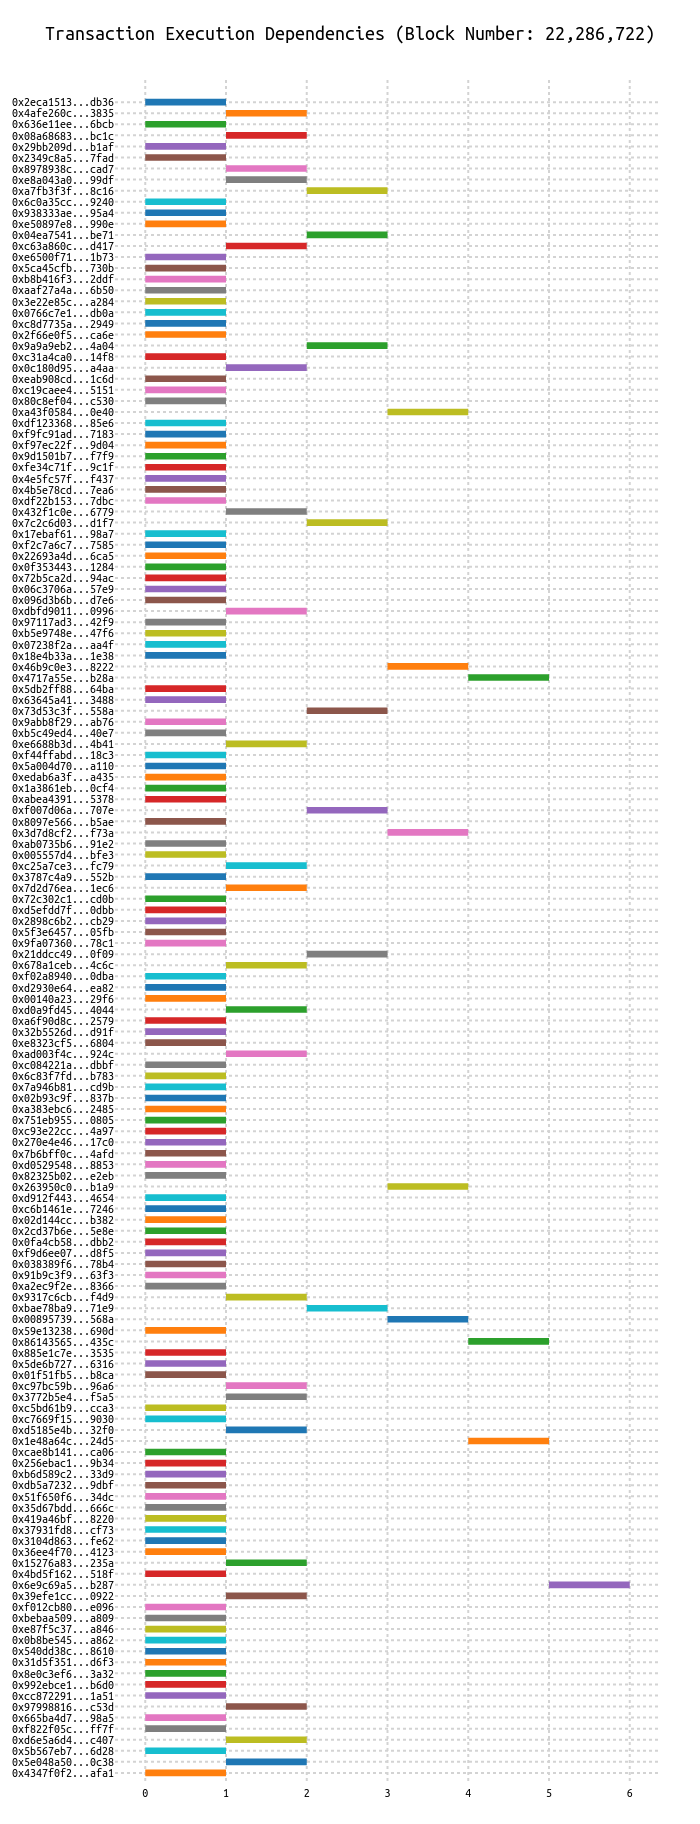 Transaction Execution Dependencies (Block Number: 22,286,722)
0x2eca1513...db36
0x4afe260c...3835
0x636e11ee...6bcb
0x08a68683...bc1c
0x29bb209d...b1af
0x2349c8a5...7fad
0x8978938c...cad7
0xe8a043a0...99df
0xa7fb3f3f...8c16
0x6c0a35cc...9240
0x938333ae...95a4
0xe50897e8...990e
0x04ea7541...be71
0xc63a860c...d417
0xe6500f71...1b73
0x5ca45cfb...730b
0xb8b416f3...2ddf
0xaaf27a4a...6b50
0x3e22e85c...a284
0x0766c7e1...db0a
0xc8d7735a...2949
0x2f66e0f5...ca6e
0x9a9a9eb2...4a04
0xc31a4ca0...14f8
0x0c180d95...a4aa
0xeab908cd...1c6d
0xc19caee4...5151
0x80c8ef04...c530
0xa43f0584...0e40
0xdf123368...85e6
0xf9fc91ad...7183
0xf97ec22f...9d04
0x9d1501b7...f7f9
0xfe34c71f...9c1f
0x4e5fc57f...f437
0x4b5e78cd...7ea6
0xdf22b153...7dbc
0x432f1c0e...6779
0x7c2c6d03...d1f7
0x17ebaf61...98a7
0xf2c7a6c7...7585
0x22693a4d...6ca5
0x0f353443...1284
0x72b5ca2d...94ac
0x06c3706a...57e9
0x096d3b6b...d7e6
0xdbfd9011...0996
0x97117ad3...42f9
0xb5e9748e...47f6
0x07238f2a...aa4f
0x18e4b33a...1e38
0x46b9c0e3...8222
0x4717a55e...b28a
0x5db2ff88...64ba
0x63645a41...3488
0x73d53c3f...558a
0x9abb8f29...ab76
0xb5c49ed4...40e7
0xe6688b3d...4b41
0xf44ffabd...18c3
0x5a004d70...a110
0xedab6a3f...a435
0x1a3861eb...0cf4
0xabea4391...5378
0xf007d06a...707e
0x8097e566...b5ae
0x3d7d8cf2...f73a
0xab0735b6...91e2
0x005557d4...bfe3
0xc25a7ce3...fc79
0x3787c4a9...552b
0x7d2d76ea...1ec6
0x72c302c1...cd0b
0xd5efdd7f...0dbb
0x2898c6b2...cb29
0x5f3e6457...05fb
0x9fa07360...78c1
0x21ddcc49...0f09
0x678a1ceb...4c6c
0xf02a8940...0dba
0xd2930e64...ea82
0x00140a23...29f6
0xd0a9fd45...4044
0xa6f90d8c...2579
0x32b5526d...d91f
0xe8323cf5...6804
0xad003f4c...924c
0xc084221a...dbbf
0x6c83f7fd...b783
0x7a946b81...cd9b
0x02b93c9f...837b
0xa383ebc6...2485
0x751eb955...0805
0xc93e22cc...4a97
0x270e4e46...17c0
0x7b6bff0c...4afd
0xd0529548...8853
0x82325b02...e2eb
0x263950c0...b1a9
0xd912f443...4654
0xc6b1461e...7246
0x02d144cc...b382
0x2cd37b6e...5e8e
0x0fa4cb58...dbb2
0xf9d6ee07...d8f5
0x038389f6...78b4
0x91b9c3f9...63f3
0xa2ec9f2e...8366
0x9317c6cb...f4d9
0xbae78ba9...71e9
0x00895739...568a
0x59e13238...690d
0x86143565...435c
0x885e1c7e...3535
0x5de6b727...6316
0x01f51fb5...b8ca
0xc97bc59b...96a6
0x3772b5e4...f5a5
0xc5bd61b9...cca3
0xc7669f15...9030
0xd5185e4b...32f0
0x1e48a64c...24d5
0xcae8b141...ca06
0x256ebac1...9b34
0xb6d589c2...33d9
0xdb5a7232...9dbf
0x51f650f6...34dc
0x35d67bdd...666c
0x419a46bf...8220
0x37931fd8...cf73
0x3104d863...fe62
0x36ee4f70...4123
0x15276a83...235a
0x4bd5f162...518f
0x6e9c69a5...b287
0x39efe1cc...0922
0xf012cb80...e096
0xbebaa509...a809
0xe87f5c37...a846
0x0b8be545...a862
0x540dd38c...8610
0x31d5f351...d6f3
0x8e0c3ef6...3a32
0x992ebce1...b6d0
0xcc872291...1a51
0x97998816...c53d
0x665ba4d7...98a5
0xf822f05c...ff7f
0xd6e5a6d4...c407
0x5b567eb7...6d28
0x5e048a50...0c38
0x4347f0f2...afa1
0 1 2 3 4 5 6